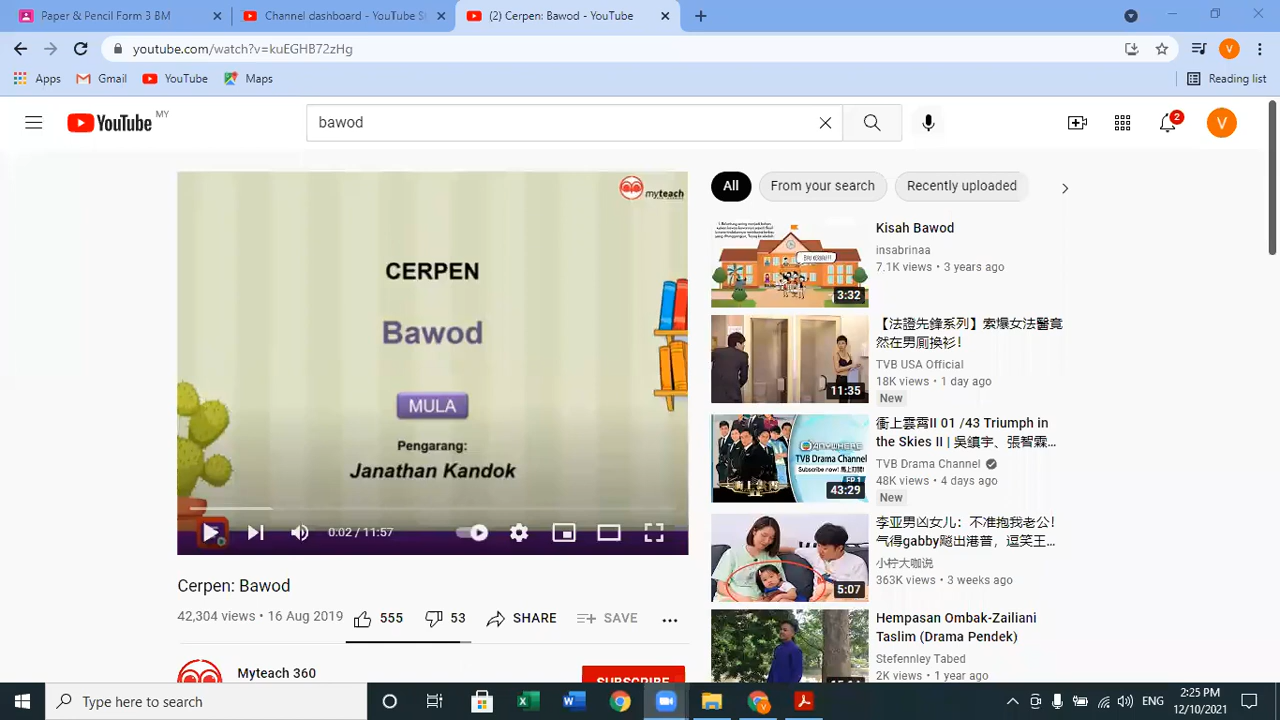 Paper & Pencil Form 3 BM
Channel dashboard - YouTube St
(2) Cerpen: Bawod - YouTube
youtube.com/watch?v=kuEGHB72zHg
V
Apps
Gmail
YouTube
Maps
Reading list
YouTube
MY
bawod
2
V
myteach
CERPEN
Bawod
MULA
Pengarang:
Janathan Kandok
0:02 / 11:57
Cerpen: Bawod
42,304 views • 16 Aug 2019
555
53
SHARE
SAVE
Myteach 360
SUBSCRIBE
All
From your search
Recently uploaded
Kisah Bawod
insabrinaa
7.1K views • 3 years ago
3:32
【法證先鋒系列】索爆女法醫竟
然在男厠換衫!
TVB USA Official
18K views • 1 day ago
New
11:35
衝上雲霄II 01 /43 Triumph in
the Skies II | 吳鎮宇、張智霖...
TVB Drama Channel
48K views • 4 days ago
New
ANYWHERE
TVB Drama Channel
Subscribe now!
43:29
李亚男凶女儿：不准抱我老公！
气得gabby飚出港普，逗笑王...
小柠大咖说
363K views • 3 weeks ago
5:07
Hempasan Ombak-Zailiani
Taslim (Drama Pendek)
Stefennley Tabed
2K views • 1 year ago
Type here to search
ENG
2:25 PM
12/10/2021